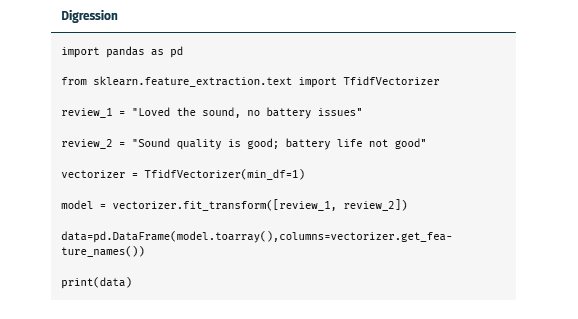 Digression
import pandas as pd
from sklearn.feature_extraction.text import TfidfVectorizer
review_1 = "Loved the sound, no battery issues"
review_2 = "Sound quality is good; battery life not good"
vectorizer = TfidfVectorizer(min_df=1)
model = vectorizer.fit_transform([review_1, review_2])
data=pd.DataFrame(model.toarray(),columns=vectorizer.get_fea-
ture_names())
print(data)